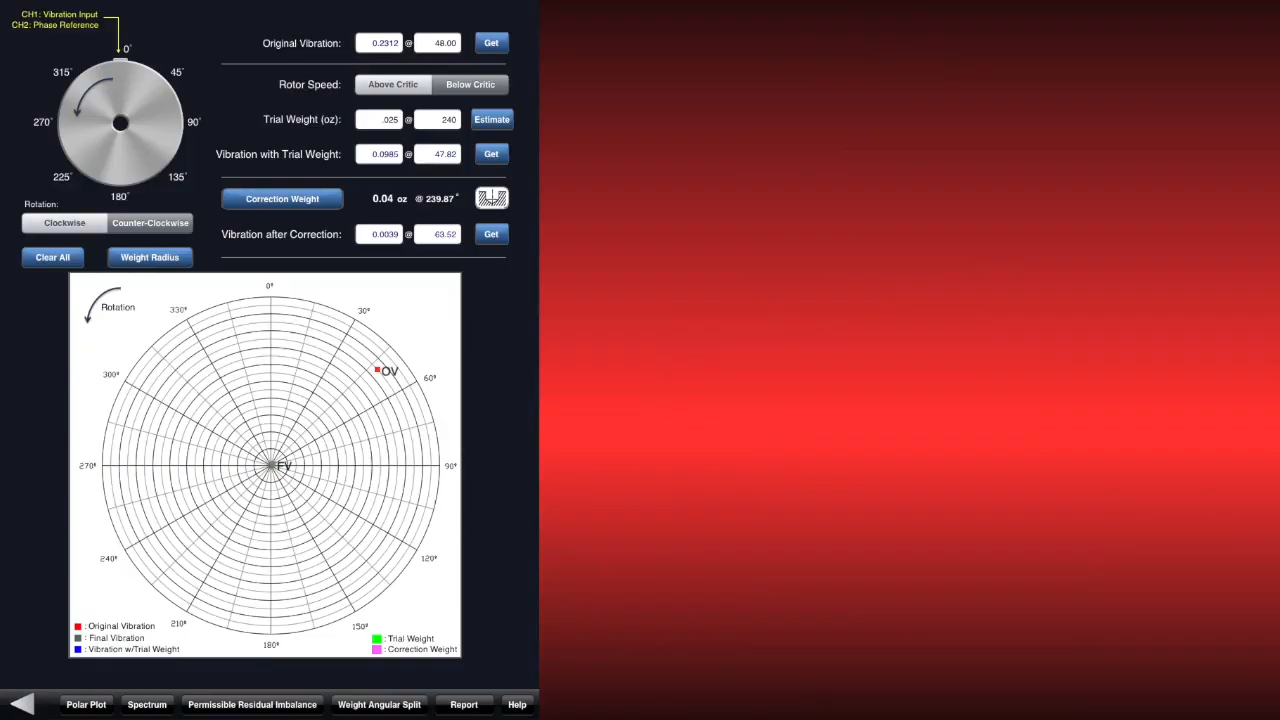 CH1: Vibration Input
CH2: Phase Reference
0°
315°
45°
270°
90°
225°
135°
180°
Rotation:
Clockwise
Counter-Clockwise
Clear All
Weight Radius
Original Vibration:
0.2312 @ 48.00
Get
Rotor Speed:
Above Critic
Below Critic
Trial Weight (oz):
.025 @ 240
Estimate
Vibration with Trial Weight:
0.0985 @ 47.82
Get
Correction Weight
0.04 oz @ 239.87°
Vibration after Correction:
0.0039 @ 63.52
Get
Rotation
0°
330°
30°
OV
300°
60°
270°
FV
90°
240°
120°
210°
150°
180°
: Original Vibration
: Final Vibration
: Vibration w/Trial Weight
: Trial Weight
: Correction Weight
Polar Plot
Spectrum
Permissible Residual Imbalance
Weight Angular Split
Report
Help